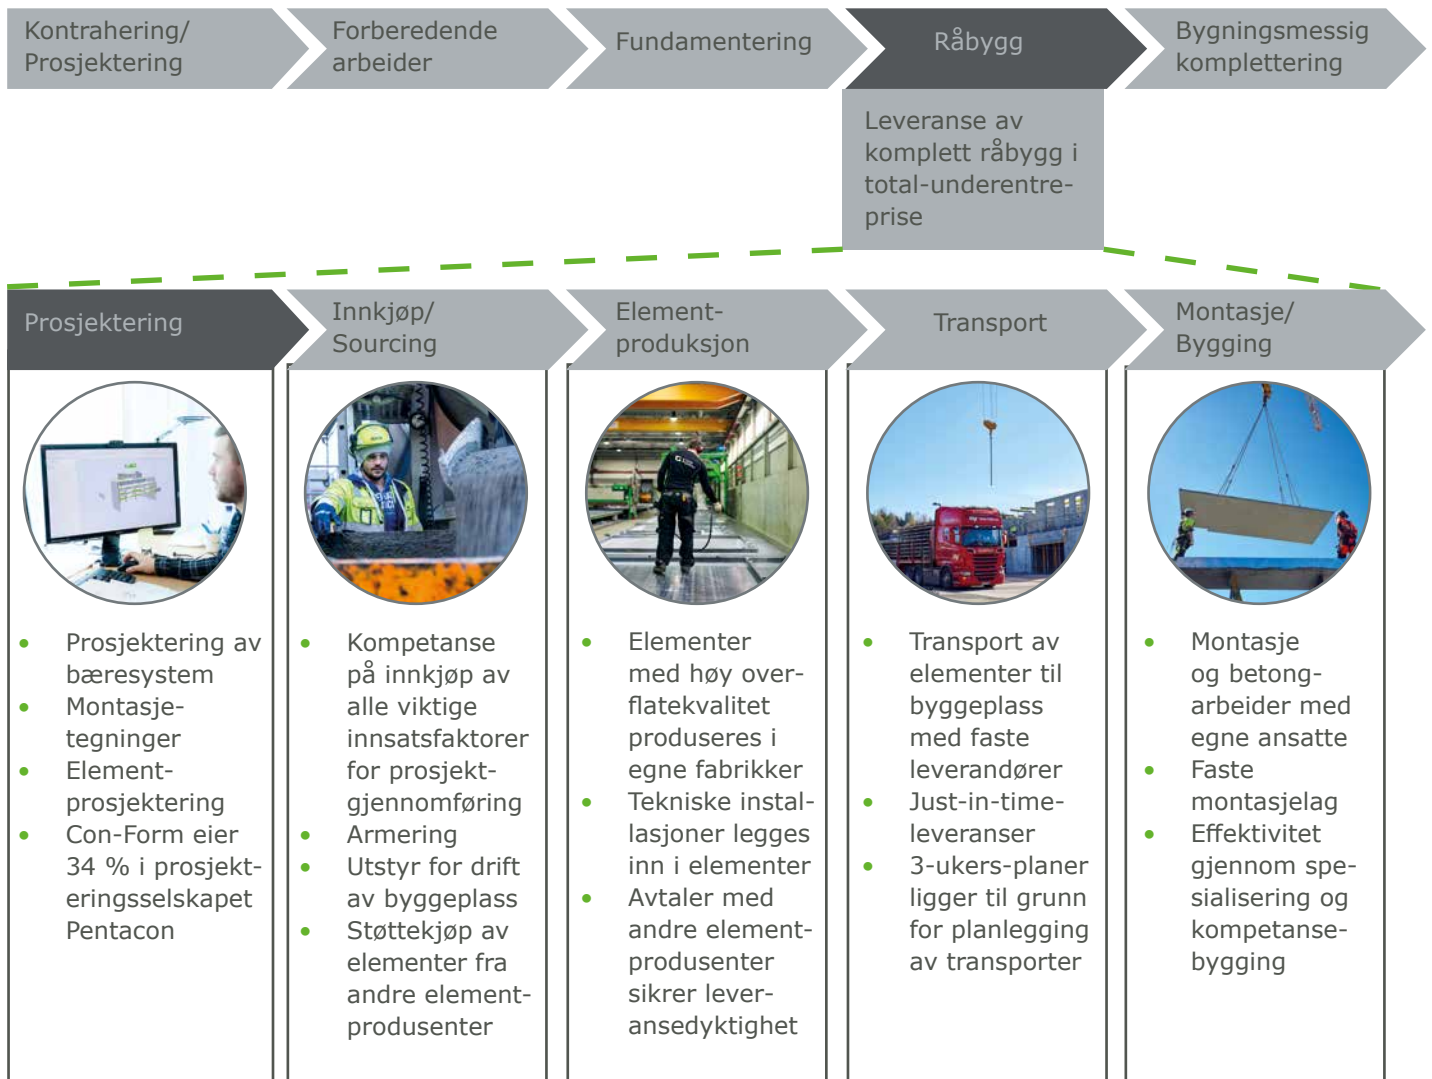 Kontrahering/
Prosjektering
Forberedende
arbeider
Fundamentering
Råbygg
Bygningsmessig
komplettering
Leveranse av
komplett råbygg i
total-underentre-
prise
Prosjektering
Innkjøp/
Sourcing
Element-
produksjon
Transport
Montasje/
Bygging
• Prosjektering av
bæresystem
• Montasje-
tegninger
• Element-
prosjektering
• Con-Form eier
34 % i prosjekt-
eringsselskapet
Pentacon
• Kompetanse
på innkjøp av
alle viktige
innsatsfaktorer
for prosjekt-
gjennomføring
• Armering
• Utstyr for drift
av byggeplass
• Støttekjøp av
elementer fra
andre element-
produsenter
• Elementer
med høy over-
flatekvalitet
produseres i
egne fabrikker
• Tekniske instal-
lasjoner legges
inn i elementer
• Avtaler med
andre element-
produsenter
sikrer lever-
ansedyktighet
• Transport av
elementer til
byggeplass
med faste
leverandører
• Just-in-time-
leveranser
• 3-ukers-planer
ligger til grunn
for planlegging
av transporter
• Montasje
og betong-
arbeider med
egne ansatte
• Faste
montasjelag
• Effektivitet
gjennom spe-
sialisering og
kompetanse-
bygging